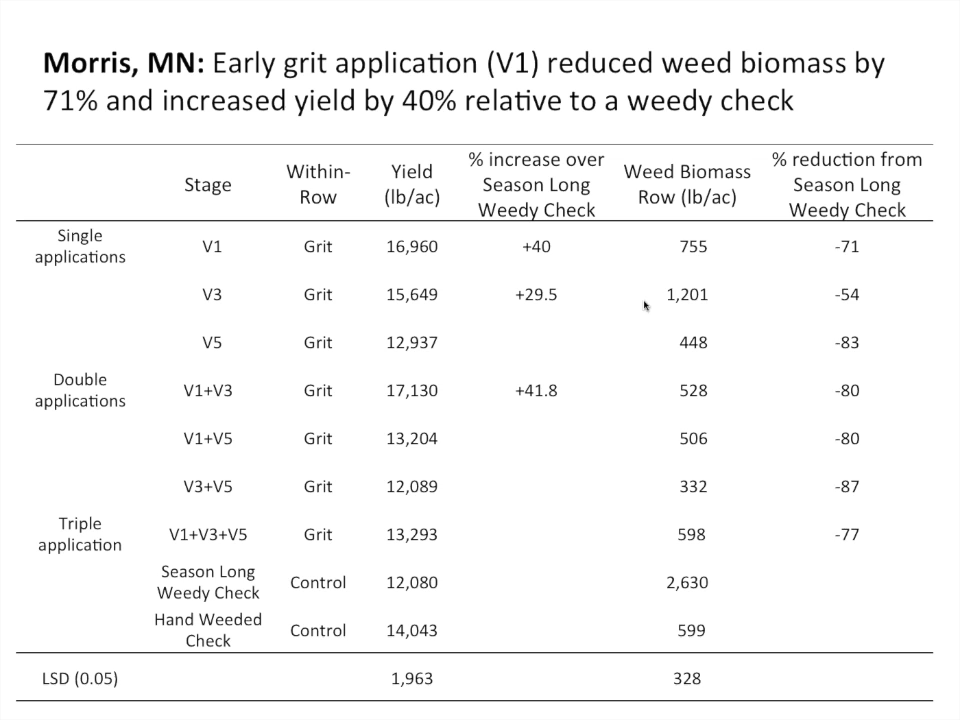 Morris, MN: Early grit application (V1) reduced weed biomass by
71% and increased yield by 40% relative to a weedy check
Stage Within-Row Yield (lb/ac) % increase over Season Long Weedy Check Weed Biomass Row (lb/ac) % reduction from Season Long Weedy Check
Single applications V1 Grit 16,960 +40 755 -71
V3 Grit 15,649 +29.5 1,201 -54
V5 Grit 12,937 448 -83
Double applications V1+V3 Grit 17,130 +41.8 528 -80
V1+V5 Grit 13,204 506 -80
V3+V5 Grit 12,089 332 -87
Triple application V1+V3+V5 Grit 13,293 598 -77
Season Long Weedy Check Control 12,080 2,630
Hand Weeded Check Control 14,043 599
LSD (0.05) 1,963 328